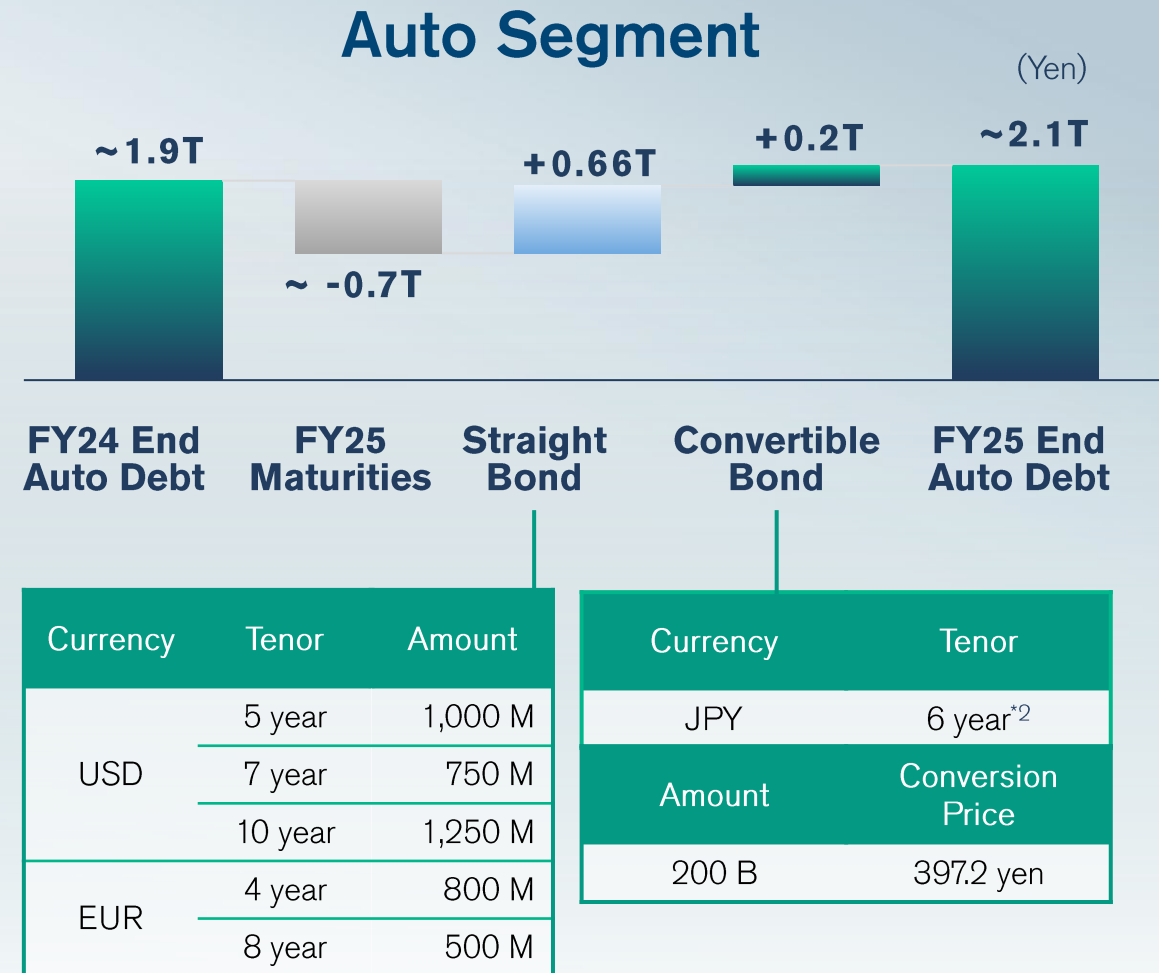 Auto Segment
(Yen)
~1.9T
~ -0.7T
+0.66T
+0.2T
~2.1T
FY24 End
Auto Debt
FY25
Maturities
Straight
Bond
Convertible
Bond
FY25 End
Auto Debt
Currency Tenor Amount
USD
5 year 1,000 M
7 year 750 M
10 year 1,250 M
EUR
4 year 800 M
8 year 500 M
Currency Tenor
JPY 6 year*2
Amount Conversion
Price
200 B 397.2 yen